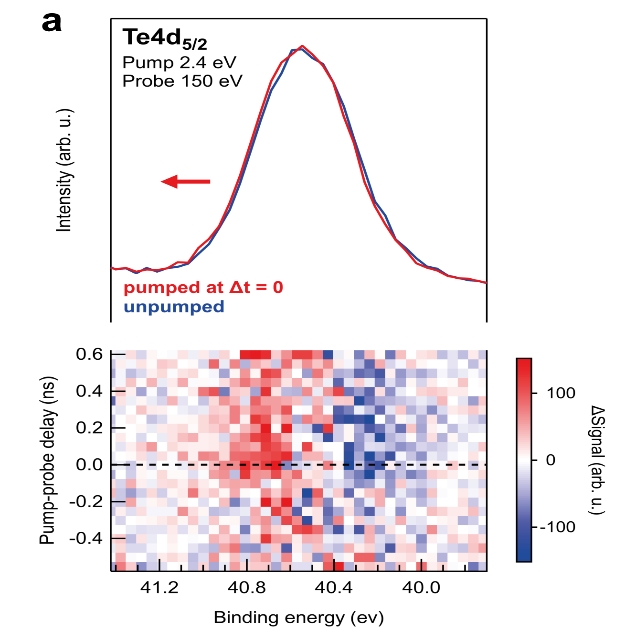 a
Te4d5/2
Pump 2.4 eV
Probe 150 eV
Intensity (arb. u.)
pumped at Δt = 0
unpumped
Pump-probe delay (ns)
0.6
0.4
0.2
0.0
-0.2
-0.4
41.2 40.8 40.4 40.0
Binding energy (ev)
100
0
-100
ΔSignal (arb. u.)